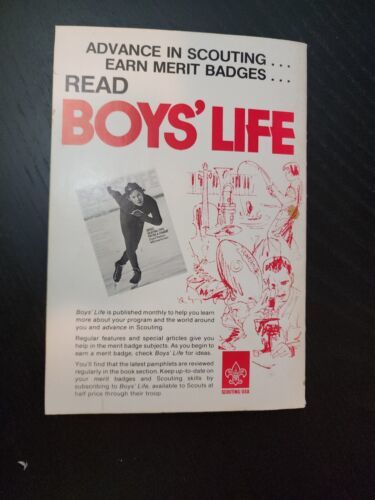 ADVANCE IN SCOUTING . . .
EARN MERIT BADGES . . .
READ
BOYS' LIFE
Boys' Life is published monthly to help you learn
more about your program and the world around
you and advance in Scouting.
Regular features and special articles give you
help in the merit badge subjects. As you begin to
earn a merit badge, check Boys' Life for ideas.
You'll find that the latest pamphlets are reviewed
regularly in the book section. Keep up-to-date on
your merit badges and Scouting skills by
subscribing to Boys' Life, available to Scouts at
half price through their troop.
SCOUTING/USA